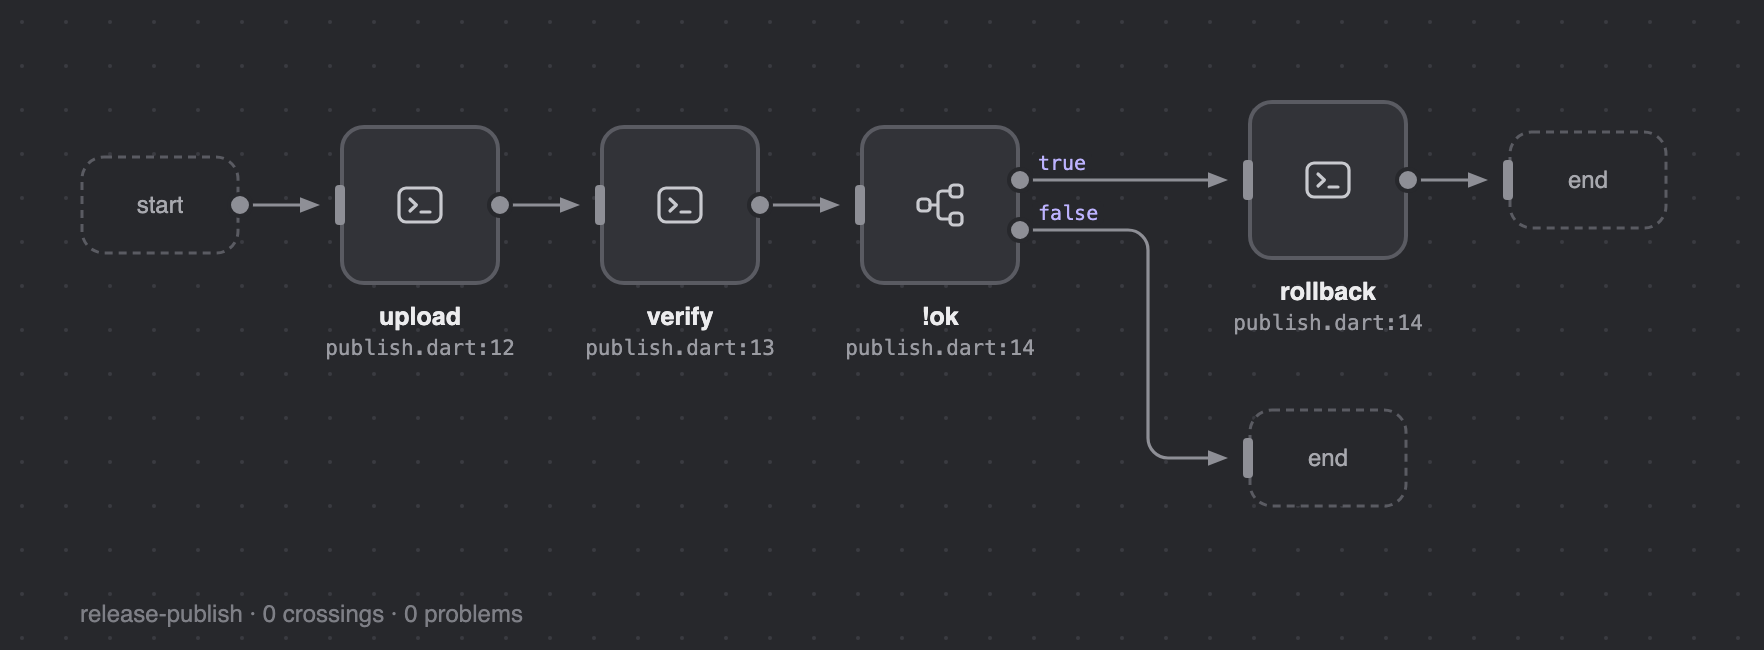 start
upload
publish.dart:12
verify
publish.dart:13
!ok
publish.dart:14
true
false
rollback
publish.dart:14
end
end
release-publish · 0 crossings · 0 problems